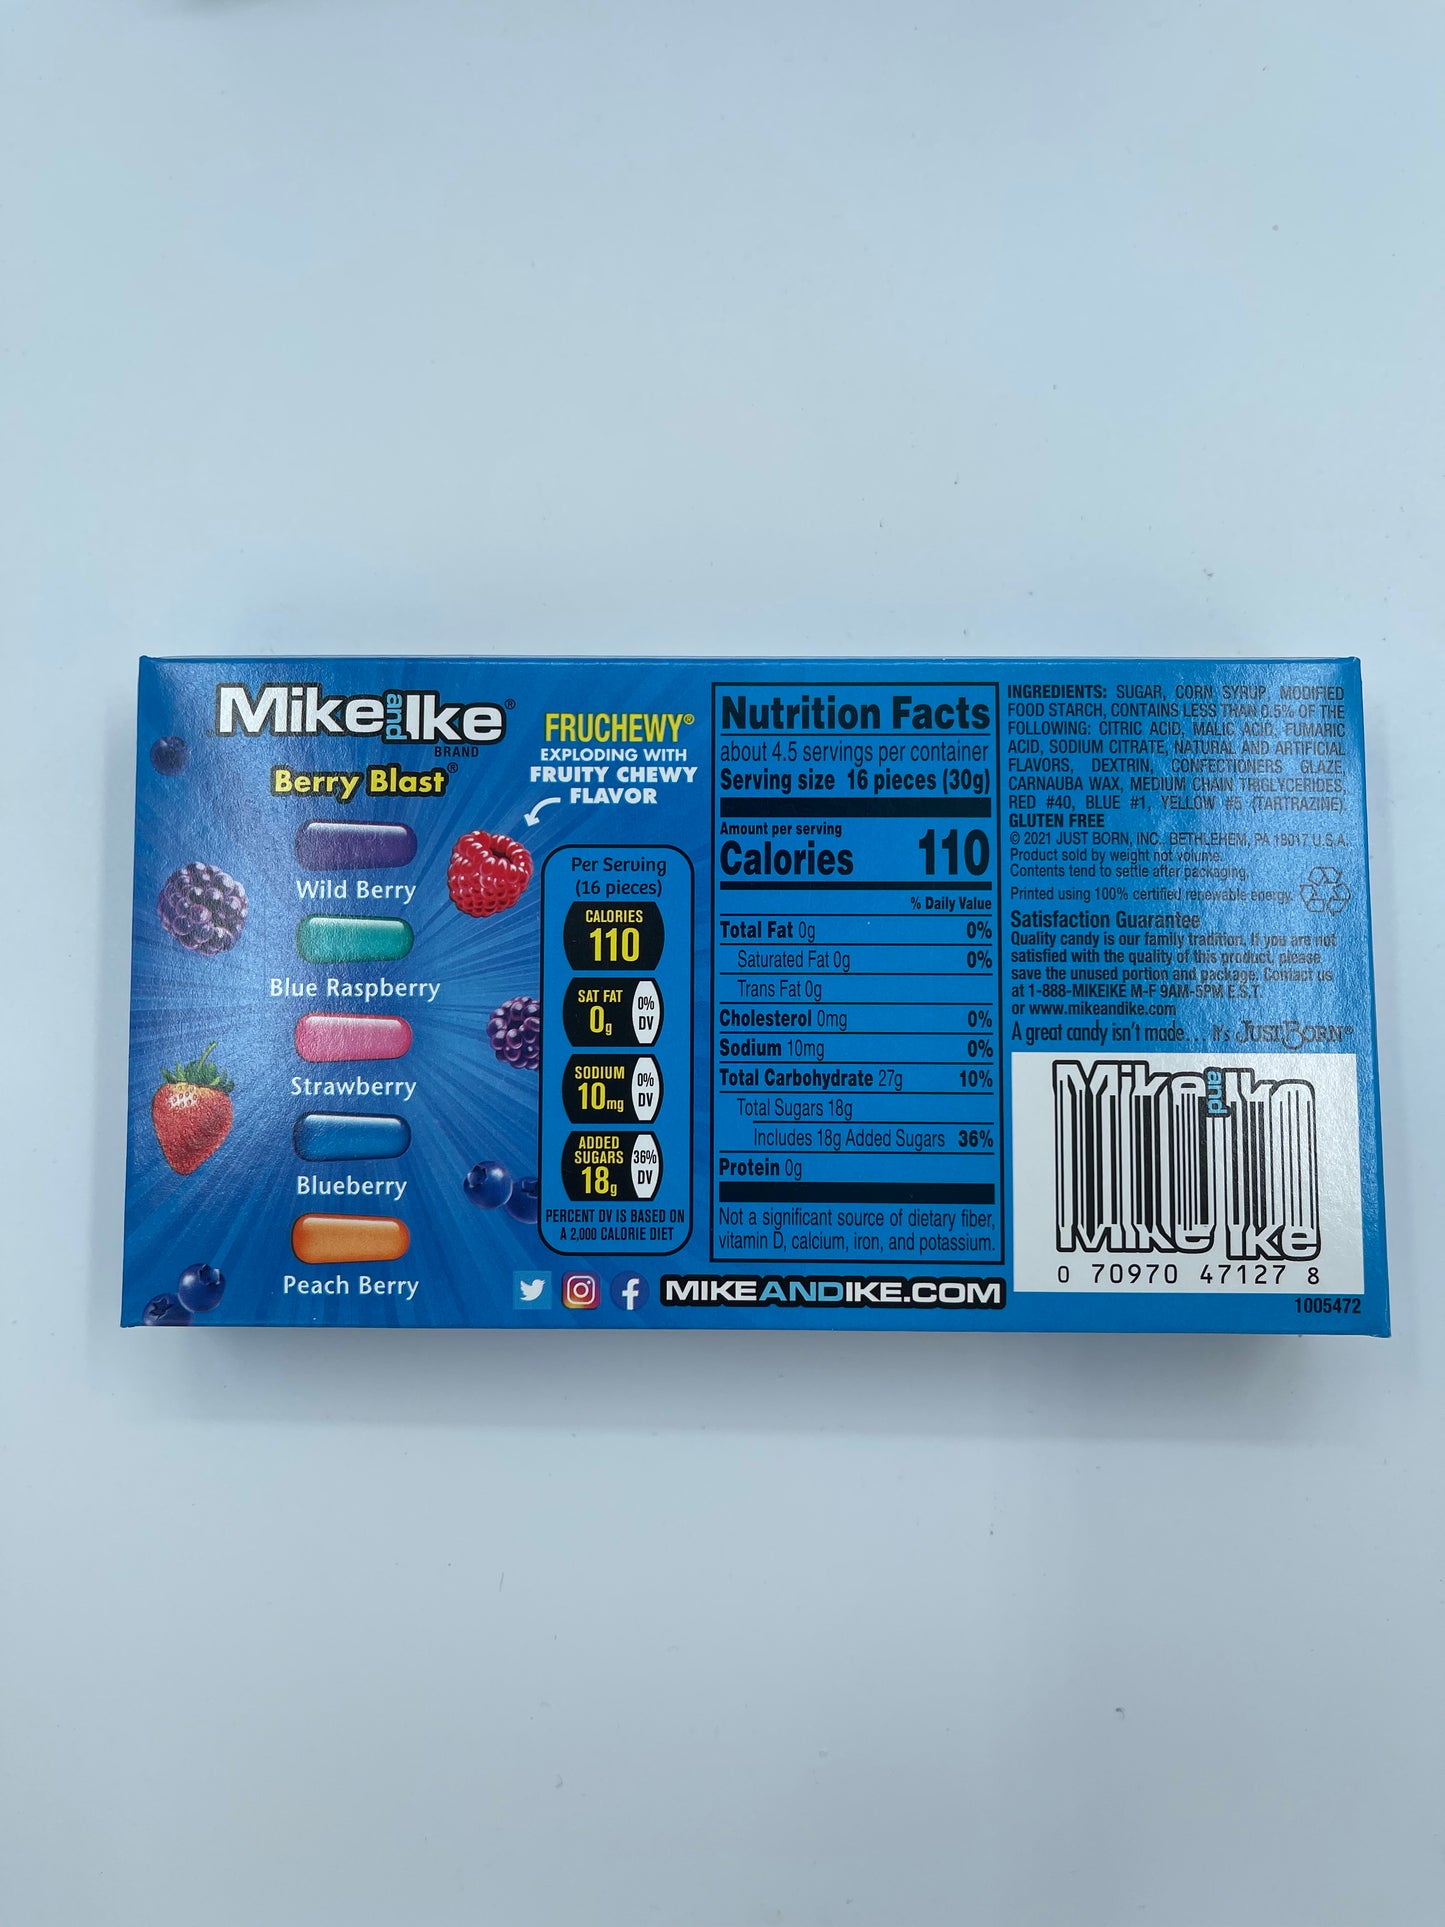 Mike and Ike®
BRAND
Berry Blast®
Wild Berry
Blue Raspberry
Strawberry
Blueberry
Peach Berry
FRUCHEWY®
EXPLODING WITH
FRUITY CHEWY
FLAVOR
Per Serving
(16 pieces)
CALORIES
110
SAT FAT
0g
0%
DV
SODIUM
10mg
0%
DV
ADDED
SUGARS
18g
36%
DV
PERCENT DV IS BASED ON
A 2,000 CALORIE DIET
MIKEANDIKE.COM
Nutrition Facts
about 4.5 servings per container
Serving size 16 pieces (30g)
Amount per serving
Calories 110
% Daily Value
Total Fat 0g 0%
Saturated Fat 0g 0%
Trans Fat 0g
Cholesterol 0mg 0%
Sodium 10mg 0%
Total Carbohydrate 27g 10%
Total Sugars 18g
Includes 18g Added Sugars 36%
Protein 0g
Not a significant source of dietary fiber,
vitamin D, calcium, iron, and potassium.
INGREDIENTS: SUGAR, CORN SYRUP, MODIFIED
FOOD STARCH, CONTAINS LESS THAN 0.5% OF THE
FOLLOWING: CITRIC ACID, MALIC ACID, FUMARIC
ACID, SODIUM CITRATE, NATURAL AND ARTIFICIAL
FLAVORS, DEXTRIN, CONFECTIONERS GLAZE,
CARNAUBA WAX, MEDIUM CHAIN TRIGLYCERIDES,
RED #40, BLUE #1, YELLOW #5 (TARTRAZINE).
GLUTEN FREE
© 2021 JUST BORN, INC., BETHLEHEM, PA 18017 U.S.A.
Product sold by weight not volume.
Contents tend to settle after packaging.
Printed using 100% certified renewable energy.
Satisfaction Guarantee
Quality candy is our family tradition. If you are not
satisfied with the quality of this product, please
save the unused portion and package. Contact us
at 1-888-MIKEIKE M-F 9AM-5PM E.S.T.
or www.mikeandike.com
A great candy isn't made... it's JUST BORN®
Mike and Ike
Mike Ike
0 70970 47127 8
1005472